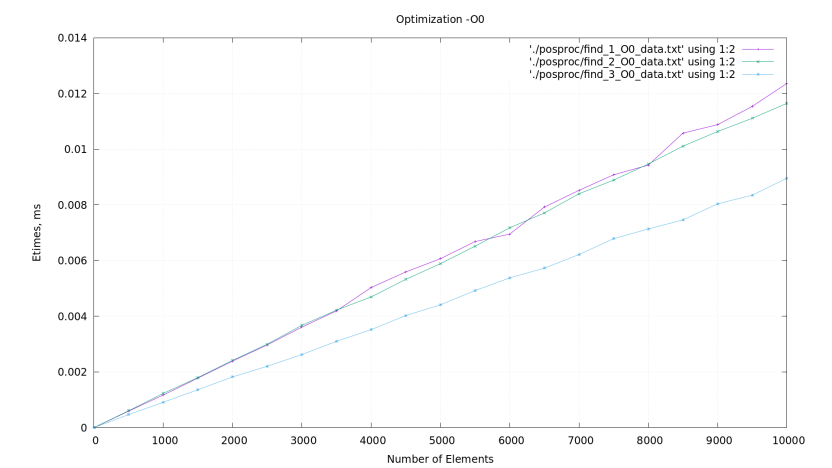 Optimization -O0
0.014
0.012
0.01
0.008
0.006
0.004
0.002
0
Etimes, ms
'./posproc/find_1_O0_data.txt' using 1:2
'./posproc/find_2_O0_data.txt' using 1:2
'./posproc/find_3_O0_data.txt' using 1:2
0 1000 2000 3000 4000 5000 6000 7000 8000 9000 10000
Number of Elements